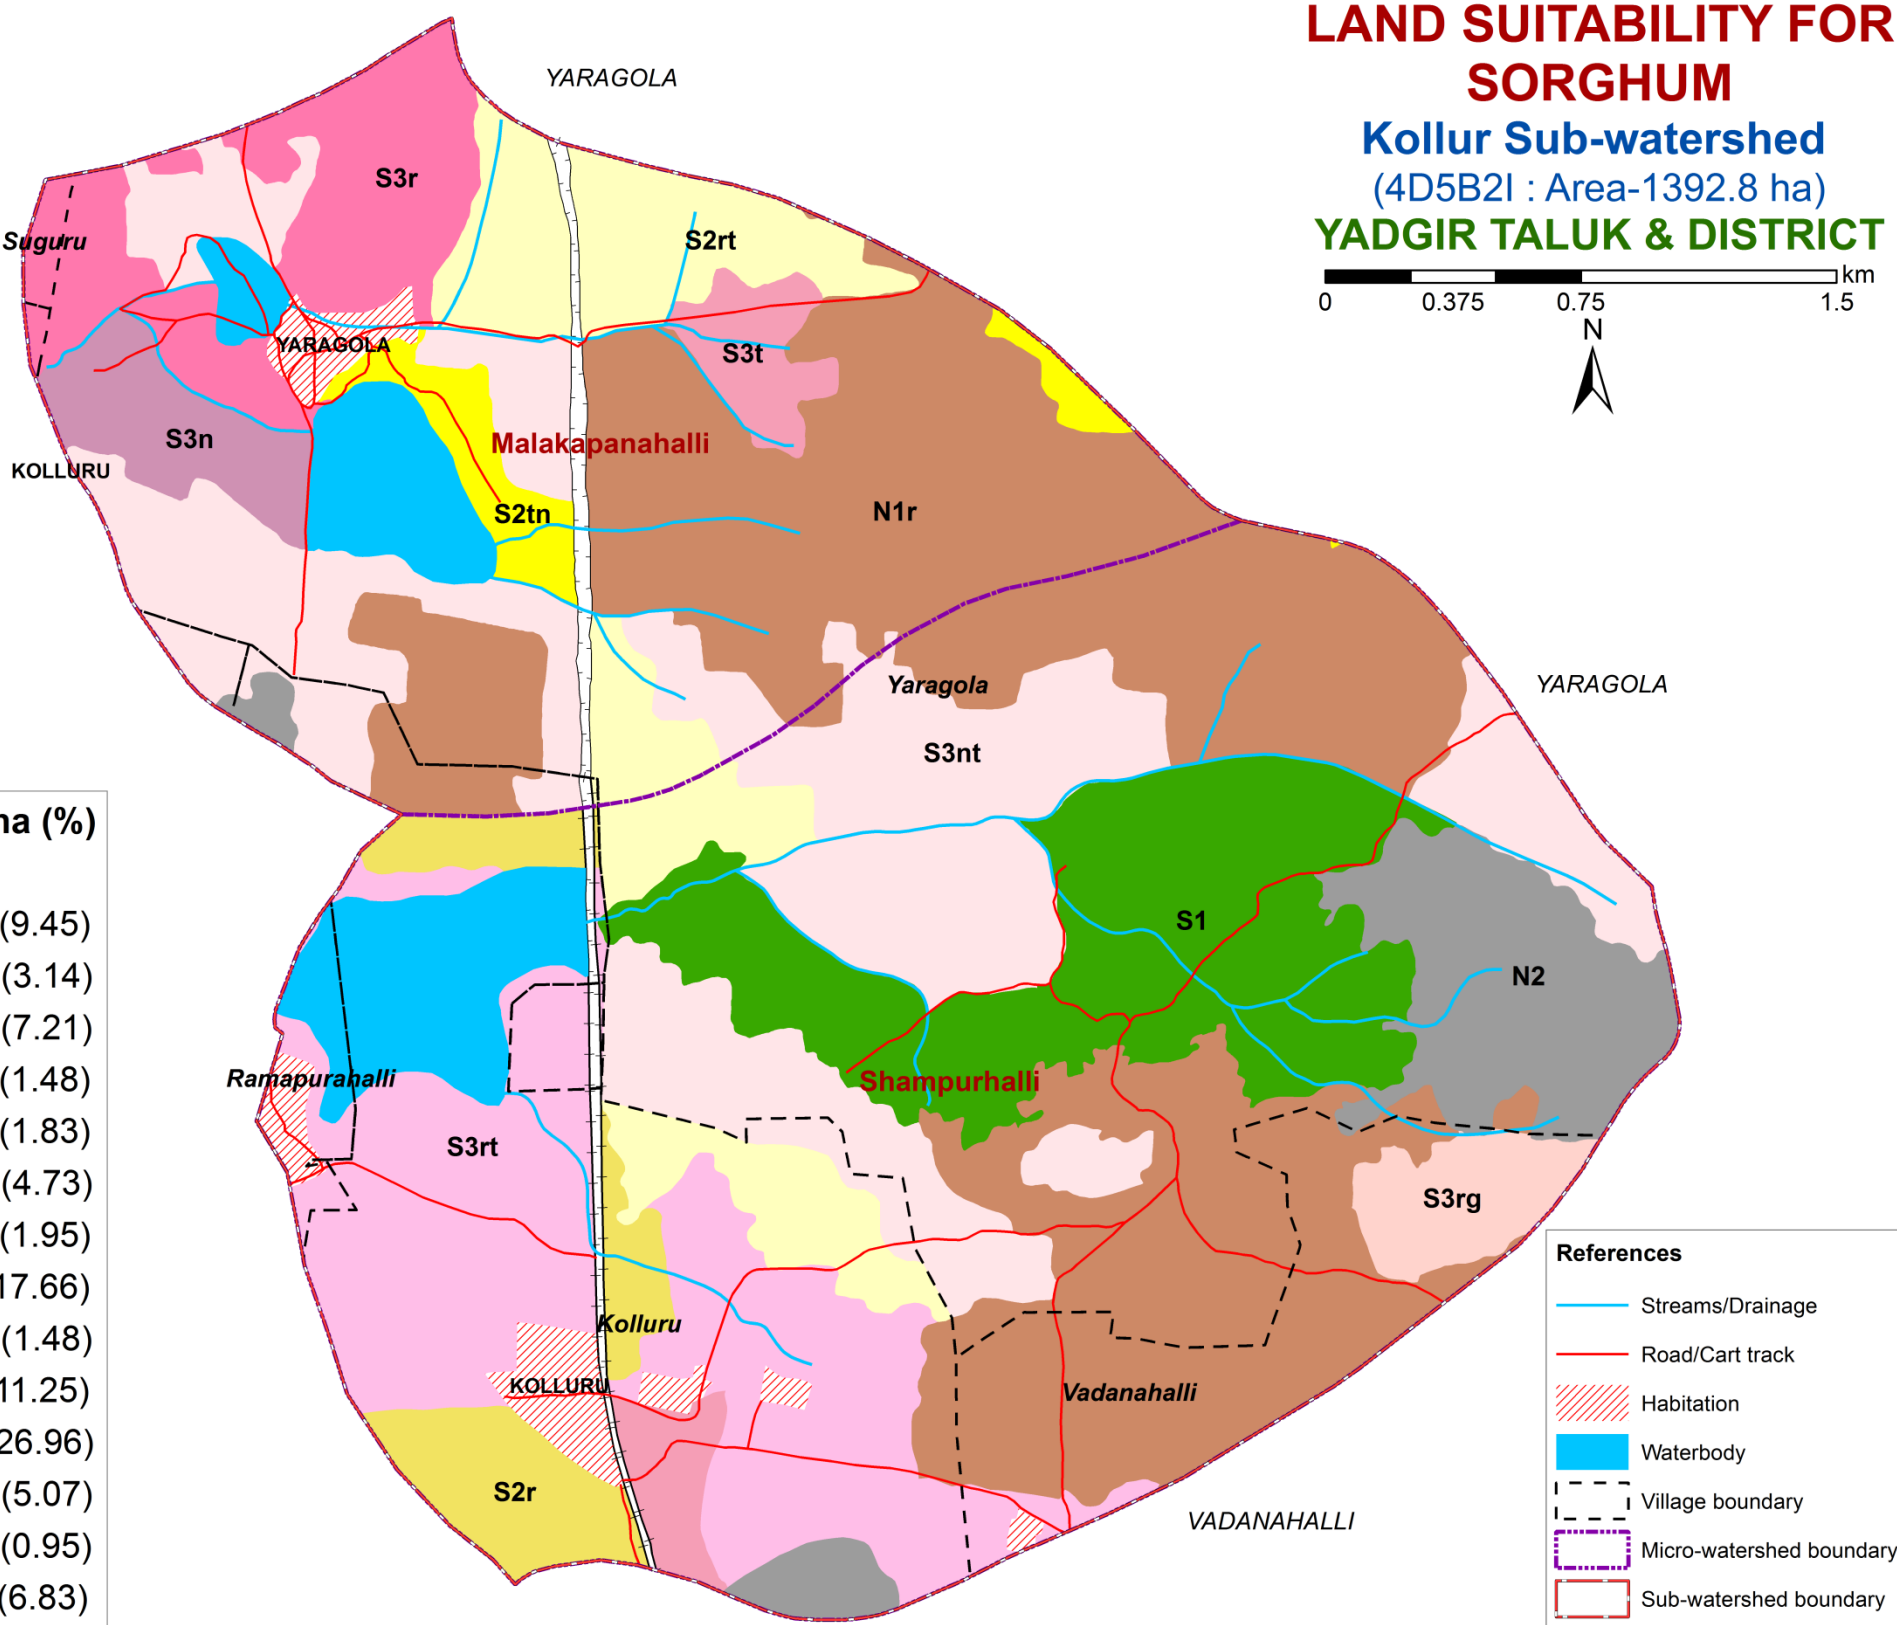 LAND SUITABILITY FOR
SORGHUM
Kollur Sub-watershed
(4D5B2I : Area-1392.8 ha)
YADGIR TALUK & DISTRICT
km
0 0.375 0.75 1.5
N
YARAGOLA
S3r
Suguru
S2rt
YARAGOLA
S3t
S3n
KOLLURU
Malakapanahalli
S2tn
N1r
Yaragola
YARAGOLA
S3nt
S1
N2
Ramapurahalli
Shampurhalli
S3rt
S3rg
Kolluru
KOLLURU
Vadanahalli
S2r
VADANAHALLI
ha (%)
(9.45)
(3.14)
(7.21)
(1.48)
(1.83)
(4.73)
(1.95)
17.66)
(1.48)
11.25)
26.96)
(5.07)
(0.95)
(6.83)
References
Streams/Drainage
Road/Cart track
Habitation
Waterbody
Village boundary
Micro-watershed boundary
Sub-watershed boundary